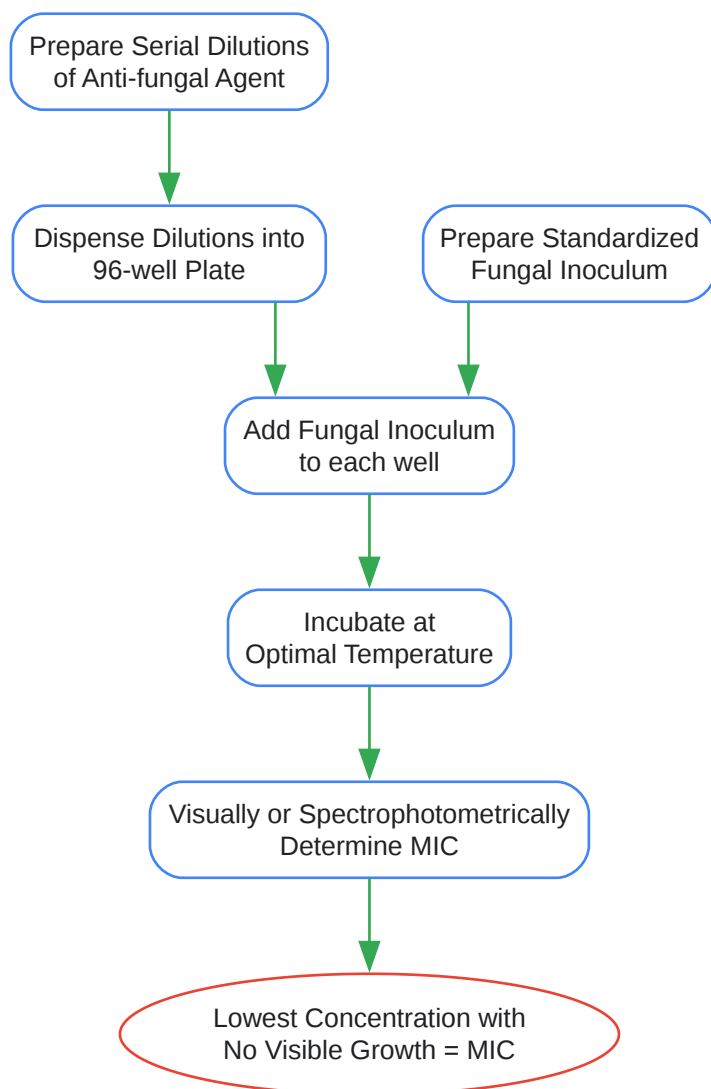 Prepare Serial Dilutions
of Anti-fungal Agent
Dispense Dilutions into
96-well Plate
Prepare Standardized
Fungal Inoculum
Add Fungal Inoculum
to each well
Incubate at
Optimal Temperature
Visually or Spectrophotometrically
Determine MIC
Lowest Concentration with
No Visible Growth = MIC